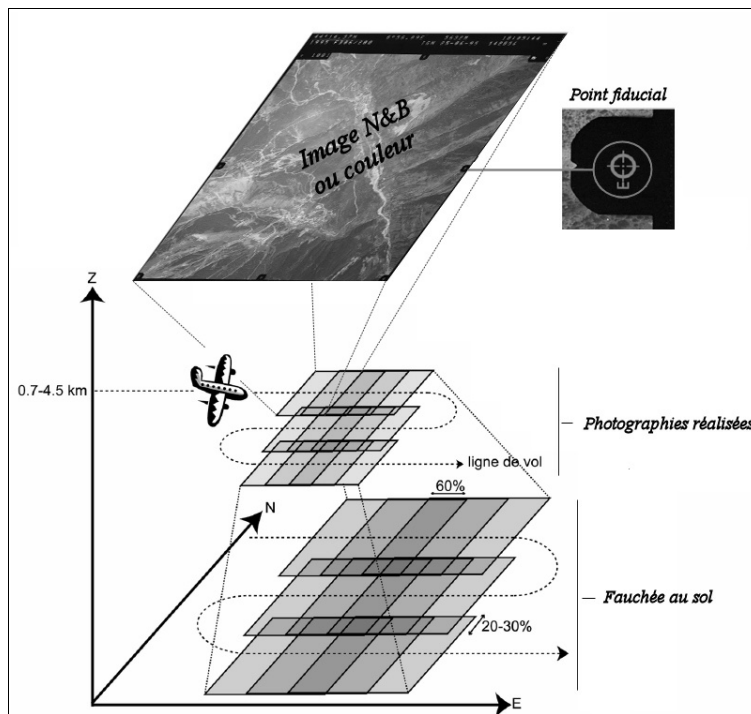 Point fiducial
Image N&B
ou couleur
Z
0.7-4.5 km
Photographies réalisées
ligne de vol
60%
N
Fauchée au sol
20-30%
E